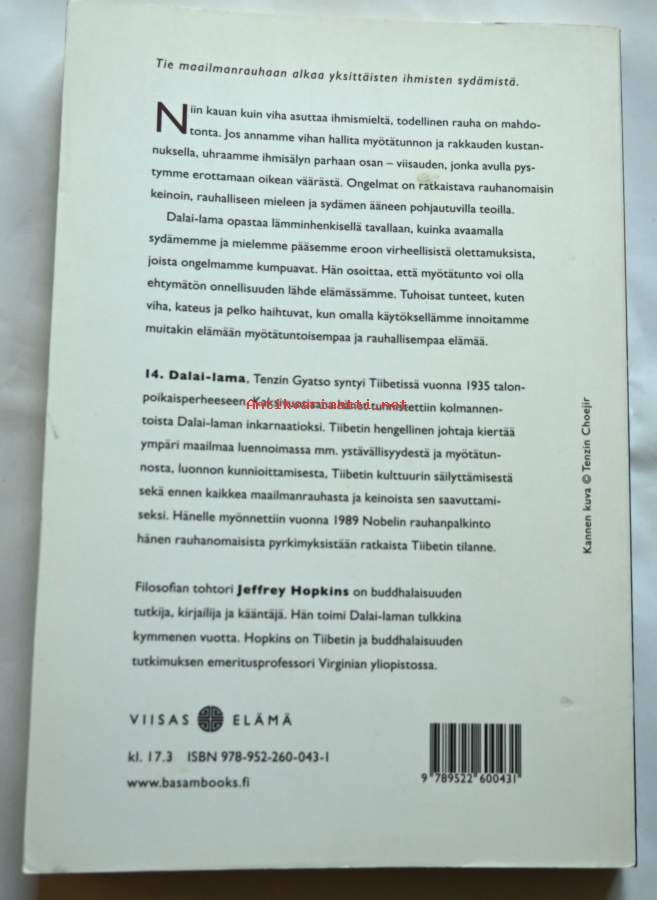 Tie maailmanrauhaan alkaa yksittäisten ihmisten sydämistä.
Niin kauan kuin viha asuttaa ihmismieltä, todellinen rauha on mahdo-
tonta. Jos annamme vihan hallita myötätunnon ja rakkauden kustan-
nuksella, uhraamme ihmisälyn parhaan osan – viisauden, jonka avulla pys-
tymme erottamaan oikean väärästä. Ongelmat on ratkaistava rauhanomaisin
keinoin, rauhalliseen mieleen ja sydämen ääneen pohjautuvilla teoilla.
Dalai-lama opastaa lämminhenkisellä tavallaan, kuinka avaamalla
sydämemme ja mielemme pääsemme eroon virheellisistä olettamuksista,
joista ongelmamme kumpuavat. Hän osoittaa, että myötätunto voi olla
ehtymätön onnellisuuden lähde elämässämme. Tuhoisat tunteet, kuten
viha, kateus ja pelko haihtuvat, kun omalla käytöksellämme innoitamme
muitakin elämään myötätuntoisempaa ja rauhallisempaa elämää.
14. Dalai-lama, Tenzin Gyatso syntyi Tiibetissä vuonna 1935 talon-
poikaisperheeseen. Kaksivuotiaana hänet tunnistettiin kolmannen-
Antikvariaatti.net
toista Dalai-laman inkarnaatioksi. Tiibetin hengellinen johtaja kiertää
ympäri maailmaa luennoimassa mm. ystävällisyydestä ja myötätun-
nosta, luonnon kunnioittamisesta, Tiibetin kulttuurin säilyttämisestä
sekä ennen kaikkea maailmanrauhasta ja keinoista sen saavuttami-
seksi. Hänelle myönnettiin vuonna 1989 Nobelin rauhanpalkinto
hänen rauhanomaisista pyrkimyksistään ratkaista Tiibetin tilanne.
Filosofian tohtori Jeffrey Hopkins on buddhalaisuuden
tutkija, kirjailija ja kääntäjä. Hän toimi Dalai-laman tulkkina
kymmenen vuotta. Hopkins on Tiibetin ja buddhalaisuuden
tutkimuksen emeritusprofessori Virginian yliopistossa.
Kannen kuva © Tenzin Choejir
VIISAS ELÄMÄ
kl. 17.3 ISBN 978-952-260-043-1
www.basambooks.fi
9 789522 600431